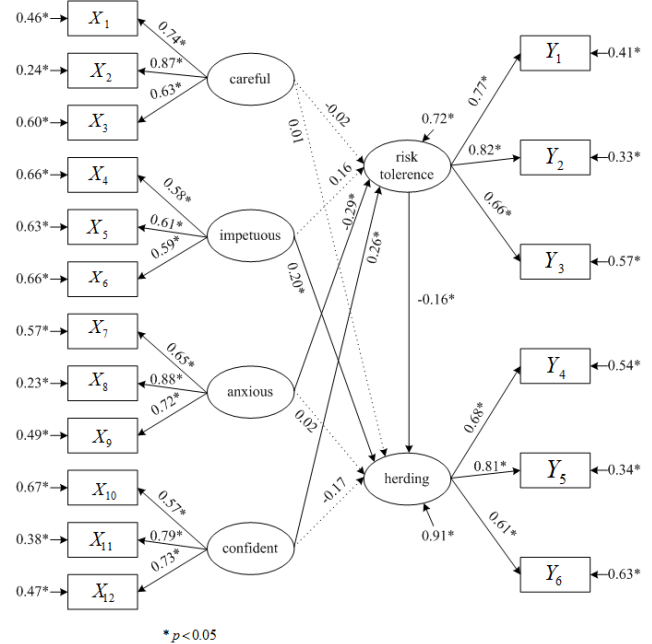 0.46*
X1
0.74*
0.24*
X2
0.87*
careful
0.60*
X3
0.63*
0.66*
X4
0.58*
0.63*
X5
0.61*
impetuous
0.66*
X6
0.59*
0.57*
X7
0.65*
0.23*
X8
0.88*
anxious
0.49*
X9
0.72*
0.67*
X10
0.57*
0.38*
X11
0.79*
confident
0.47*
X12
0.73*
-0.02
0.01
0.16
-0.29*
0.20*
0.26*
0.02
-0.17
0.72*
risk
tolerence
-0.16*
herding
0.91*
0.77*
Y1
0.41*
0.82*
Y2
0.33*
0.66*
Y3
0.57*
0.68*
Y4
0.54*
0.81*
Y5
0.34*
0.61*
Y6
0.63*
* p<0.05